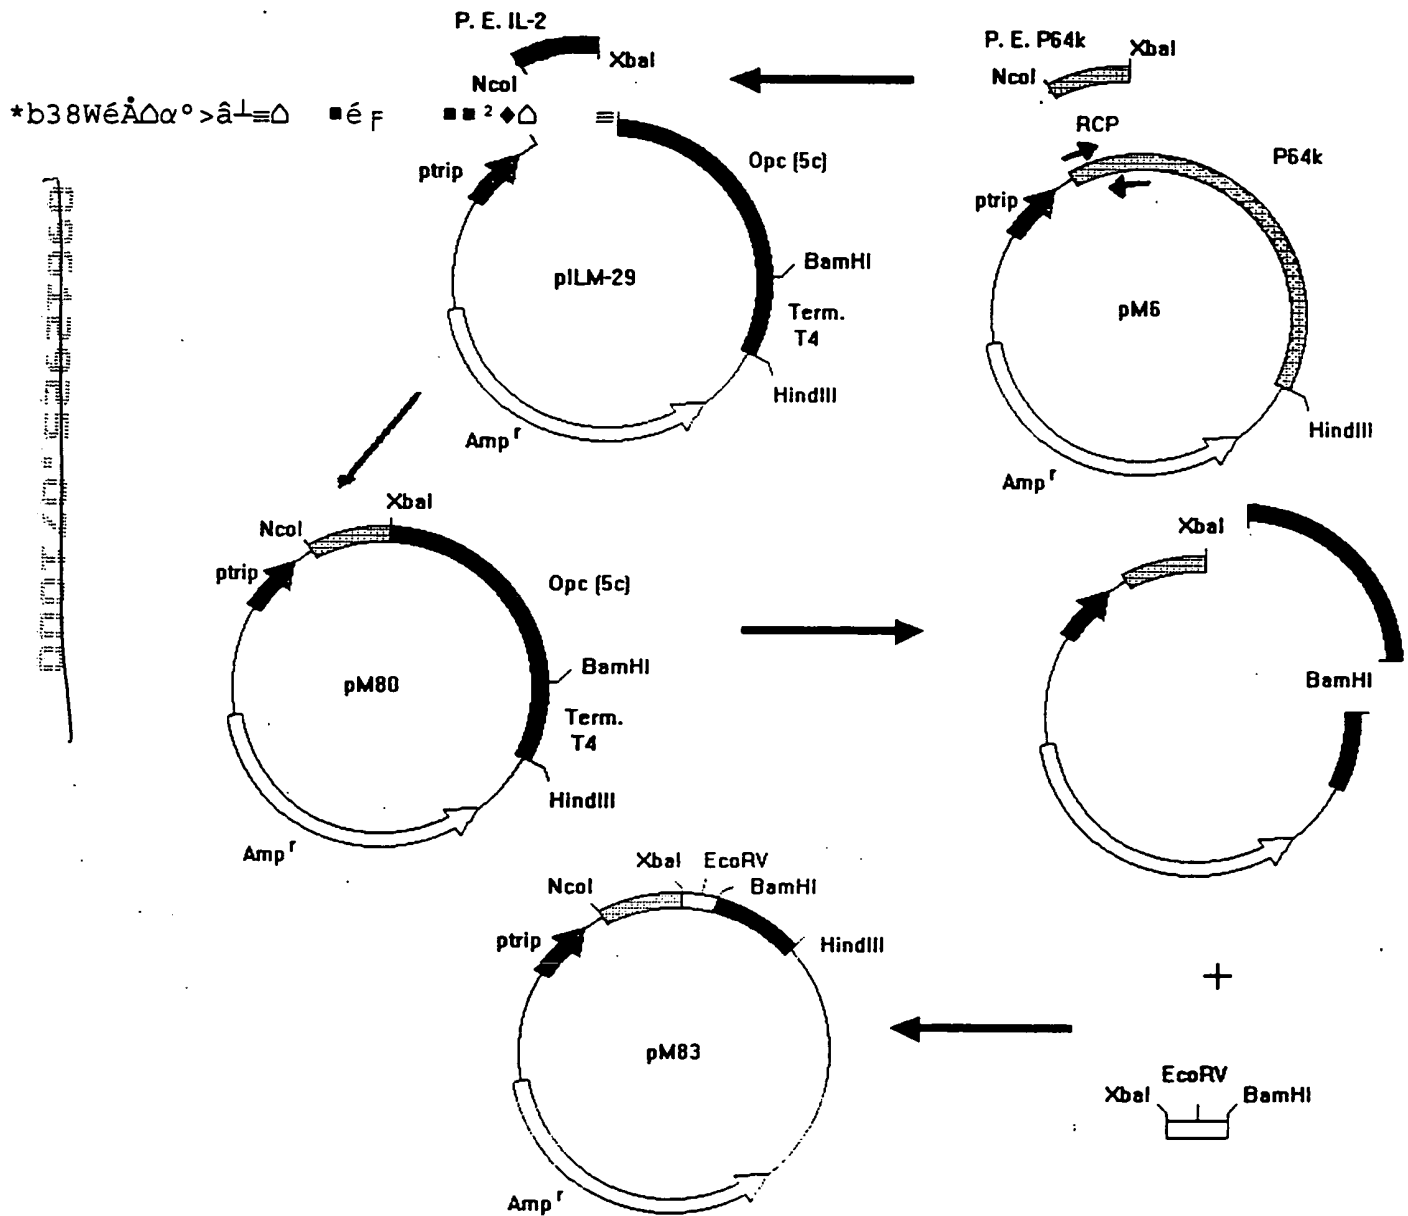 P. E. IL-2
NcoI
XbaI
P. E. P64k
NcoI
XbaI
*b38WéÅ⌂α°>â┴≡⌂ ■é ■■²♦⌂ ≡
RCP
P64k
ptrip
Opc (5c)
BamHI
pILM-29
Term.
T4
HindIII
Amp r
ptrip
pM6
HindIII
Amp r
XbaI
NcoI
ptrip
Opc (5c)
pM80
BamHI
Term.
T4
HindIII
Amp r
XbaI
BamHI
XbaI
EcoRV
BamHI
NcoI
ptrip
HindIII
pM83
Amp r
+
EcoRV
XbaI
BamHI